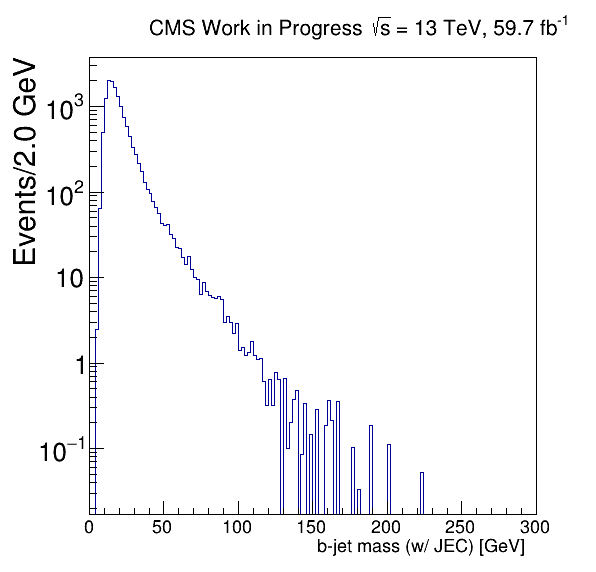 CMS Work in Progress √s = 13 TeV, 59.7 fb⁻¹
Events/2.0 GeV
10³
10²
10
1
10⁻¹
0 50 100 150 200 250 300
b-jet mass (w/ JEC) [GeV]